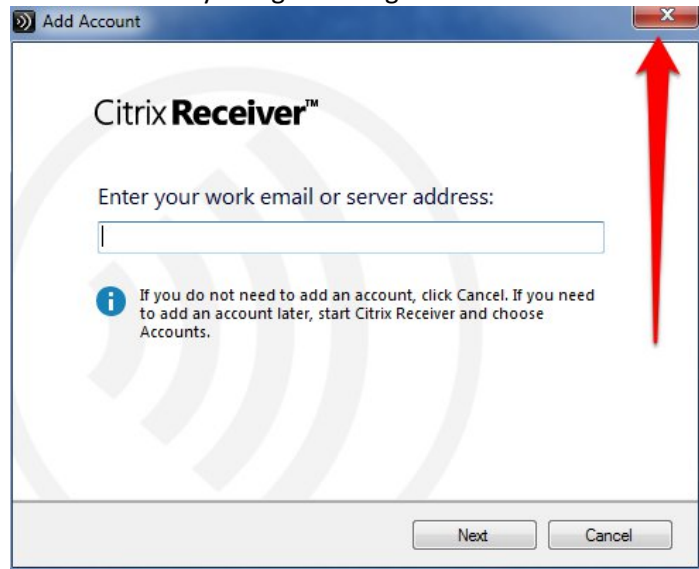 Add Account
x
Citrix Receiver™
Enter your work email or server address:
If you do not need to add an account, click Cancel. If you need
to add an account later, start Citrix Receiver and choose
Accounts.
Next Cancel